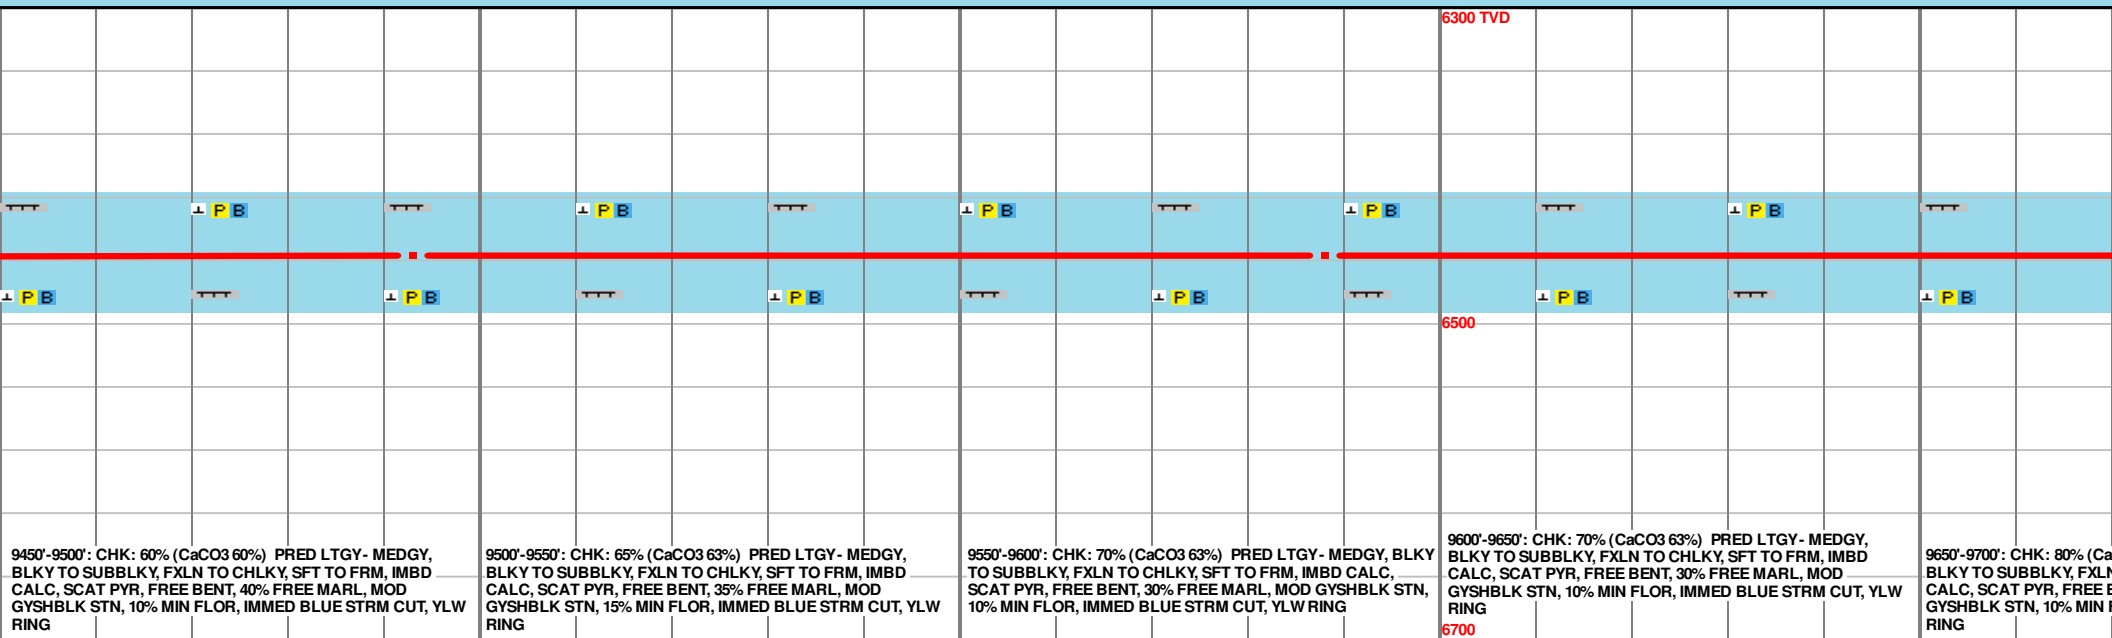 6300 TVD
P B
P B
P B
P B
P B
P B
P B
P B
P B
P B
P B
6500
9450'-9500': CHK: 60% (CaCO3 60%) PRED LTGY- MEDGY,
BLKY TO SUBBLKY, FXLN TO CHLKY, SFT TO FRM, IMBD
CALC, SCAT PYR, FREE BENT, 40% FREE MARL, MOD
GYSHBLK STN, 10% MIN FLOR, IMMED BLUE STRM CUT, YLW
RING
9500'-9550': CHK: 65% (CaCO3 63%) PRED LTGY- MEDGY,
BLKY TO SUBBLKY, FXLN TO CHLKY, SFT TO FRM, IMBD
CALC, SCAT PYR, FREE BENT, 35% FREE MARL, MOD
GYSHBLK STN, 15% MIN FLOR, IMMED BLUE STRM CUT, YLW
RING
9550'-9600': CHK: 70% (CaCO3 63%) PRED LTGY- MEDGY, BLKY
TO SUBBLKY, FXLN TO CHLKY, SFT TO FRM, IMBD CALC,
SCAT PYR, FREE BENT, 30% FREE MARL, MOD GYSHBLK STN,
10% MIN FLOR, IMMED BLUE STRM CUT, YLW RING
9600'-9650': CHK: 70% (CaCO3 63%) PRED LTGY- MEDGY,
BLKY TO SUBBLKY, FXLN TO CHLKY, SFT TO FRM, IMBD
CALC, SCAT PYR, FREE BENT, 30% FREE MARL, MOD
GYSHBLK STN, 10% MIN FLOR, IMMED BLUE STRM CUT, YLW
RING
9650'-9700': CHK: 80% (Ca
BLKY TO SUBBLKY, FXLN
CALC, SCAT PYR, FREE
GYSHBLK STN, 10% MIN
RING
6700